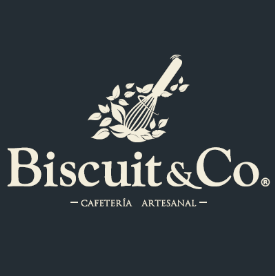 Biscuit & Co®
– CAFETERÍA ARTESANAL –